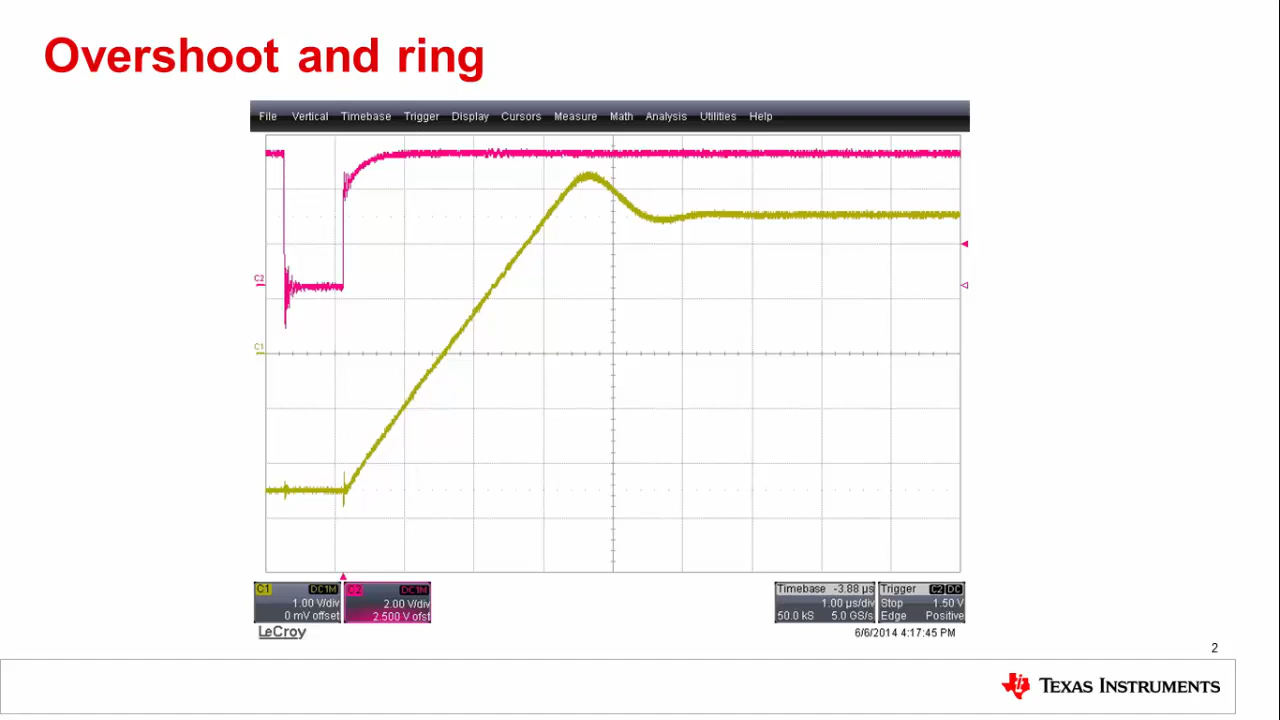 Overshoot and ring
File Vertical Timebase Trigger Display Cursors Measure Math Analysis Utilities Help
C2
C1
C1 DC1M
1.00 V/div
0 mV offset
C2 DC1M
2.00 V/div
2.500 V ofst
Timebase -3.88 µs
1.00 µs/div
50.0 kS 5.0 GS/s
Trigger C2 DC
Stop 1.50 V
Edge Positive
LeCroy
6/6/2014 4:17:45 PM
2
TEXAS INSTRUMENTS